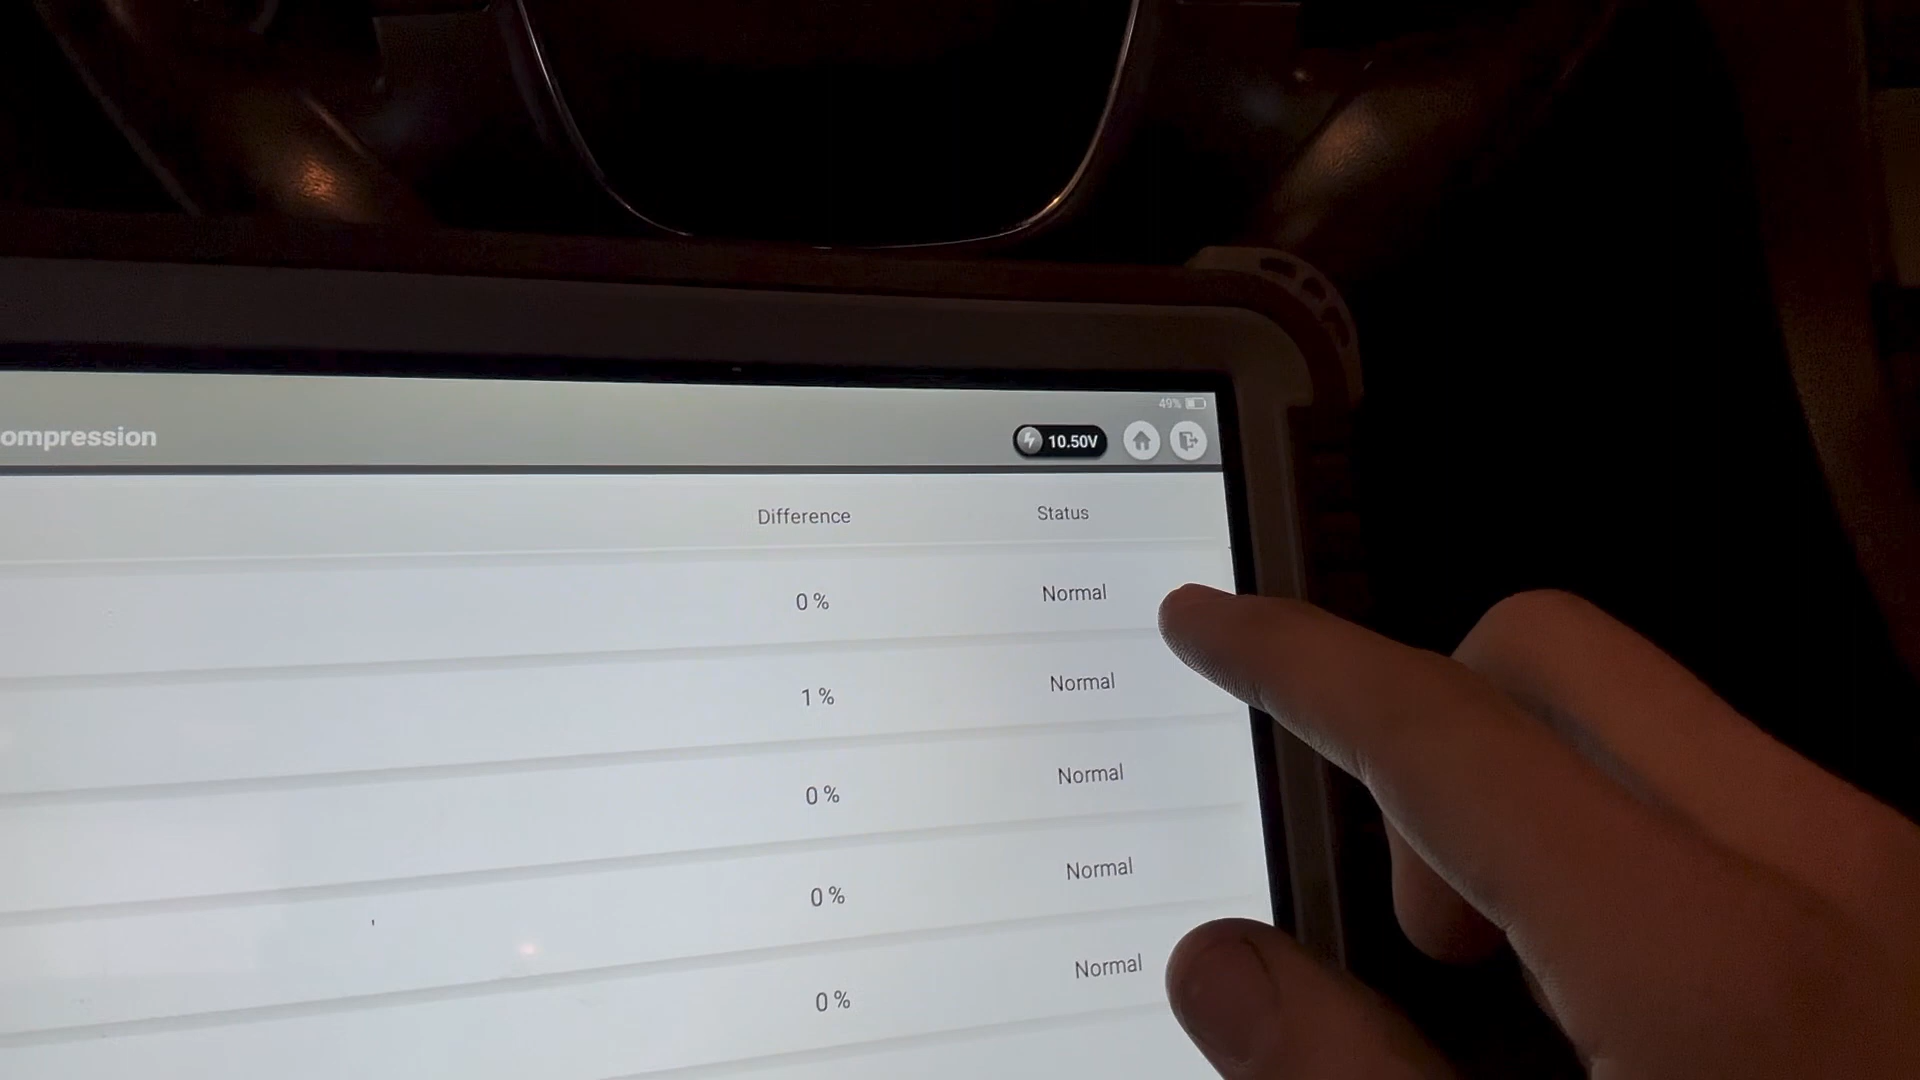 49%
ompression
10.50V
Difference Status
0 % Normal
1 % Normal
0 % Normal
0 % Normal
0 % Normal